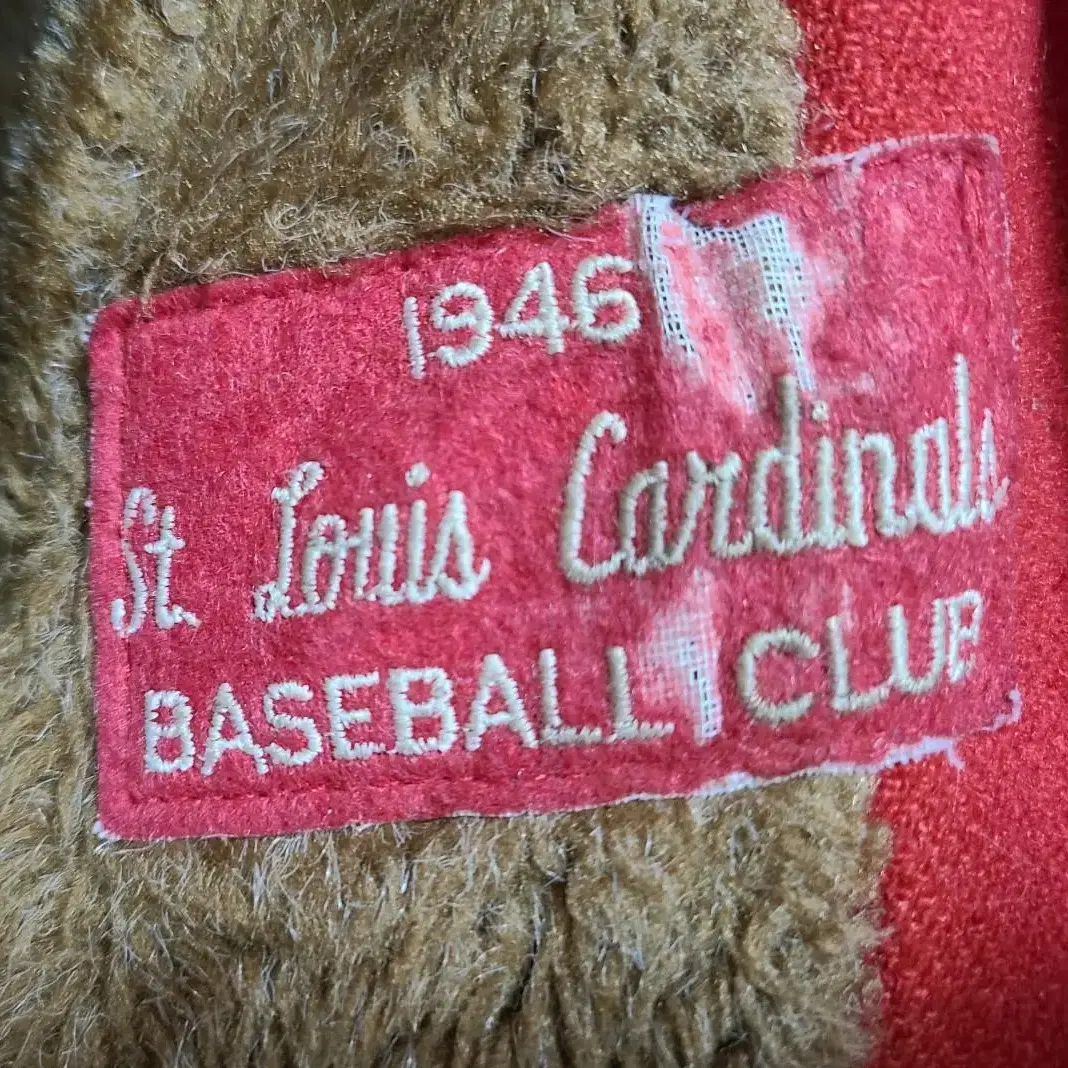 1946
St. Louis Cardinals
BASEBALL CLUB